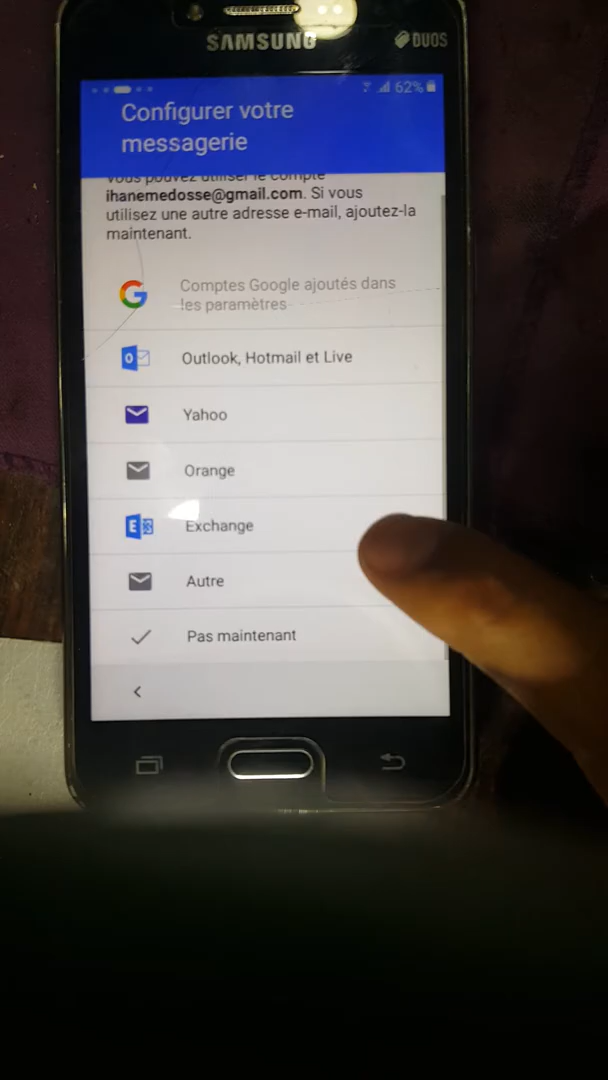 SAMSUNG
DUOS
62%
Configurer votre
messagerie
Vous pouvez utiliser le compte
ihanemedosse@gmail.com. Si vous
utilisez une autre adresse e-mail, ajoutez-la
maintenant.
Comptes Google ajoutés dans
les paramètres
Outlook, Hotmail et Live
Yahoo
Orange
Exchange
Autre
Pas maintenant